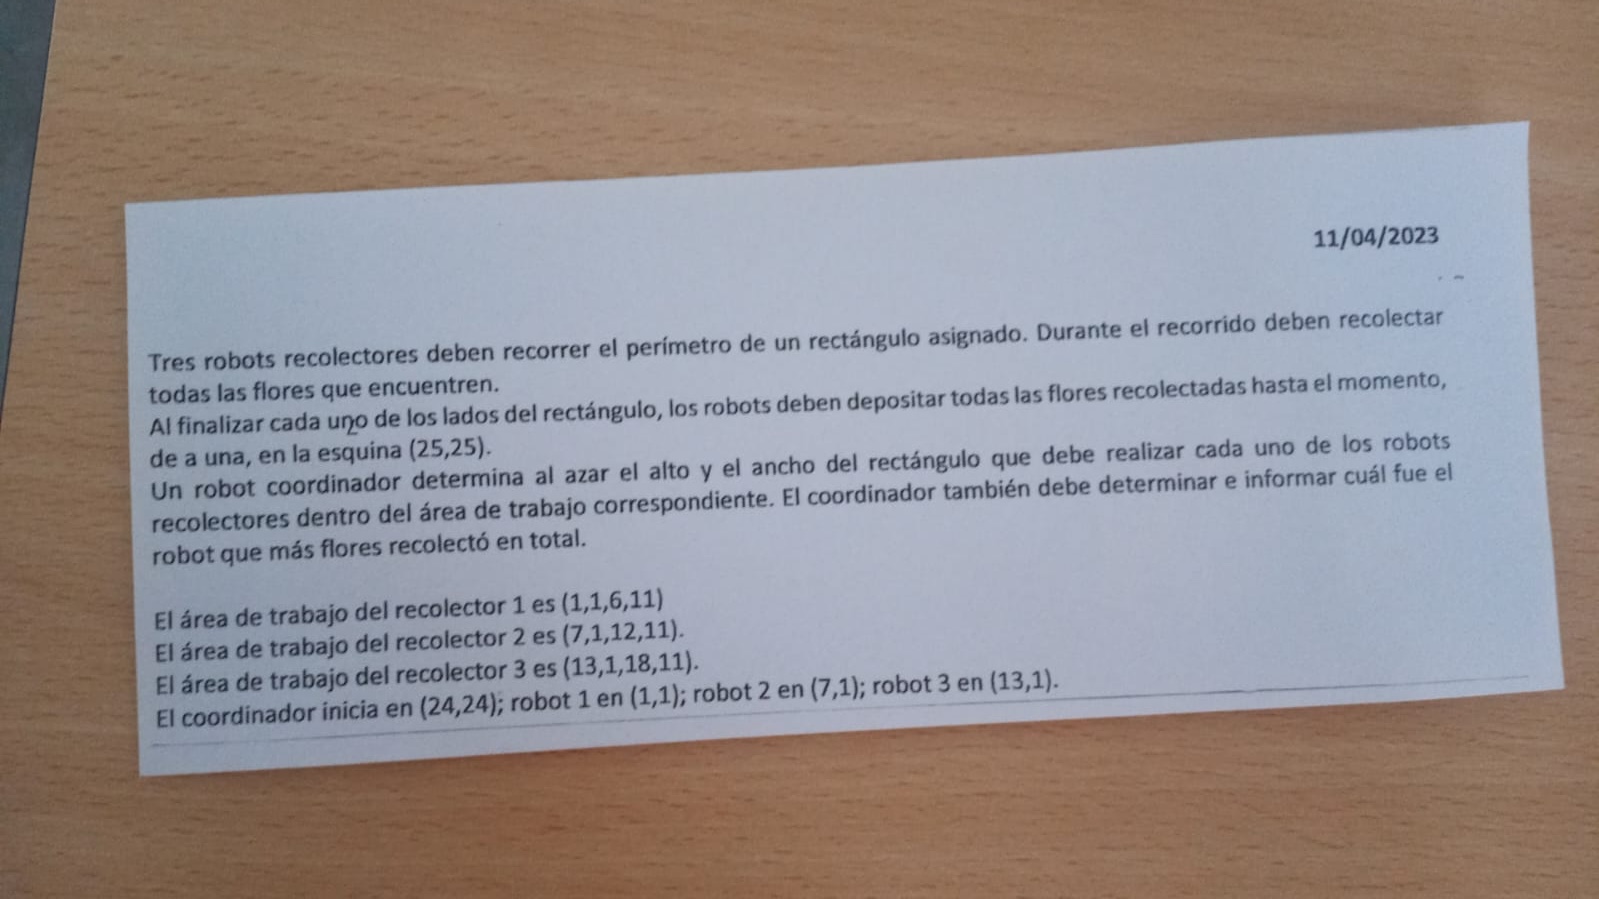 11/04/2023
Tres robots recolectores deben recorrer el perímetro de un rectángulo asignado. Durante el recorrido deben recolectar
todas las flores que encuentren.
Al finalizar cada uno de los lados del rectángulo, los robots deben depositar todas las flores recolectadas hasta el momento,
de a una, en la esquina (25,25).
Un robot coordinador determina al azar el alto y el ancho del rectángulo que debe realizar cada uno de los robots
recolectores dentro del área de trabajo correspondiente. El coordinador también debe determinar e informar cuál fue el
robot que más flores recolectó en total.
El área de trabajo del recolector 1 es (1,1,6,11)
El área de trabajo del recolector 2 es (7,1,12,11).
El área de trabajo del recolector 3 es (13,1,18,11).
El coordinador inicia en (24,24); robot 1 en (1,1); robot 2 en (7,1); robot 3 en (13,1).